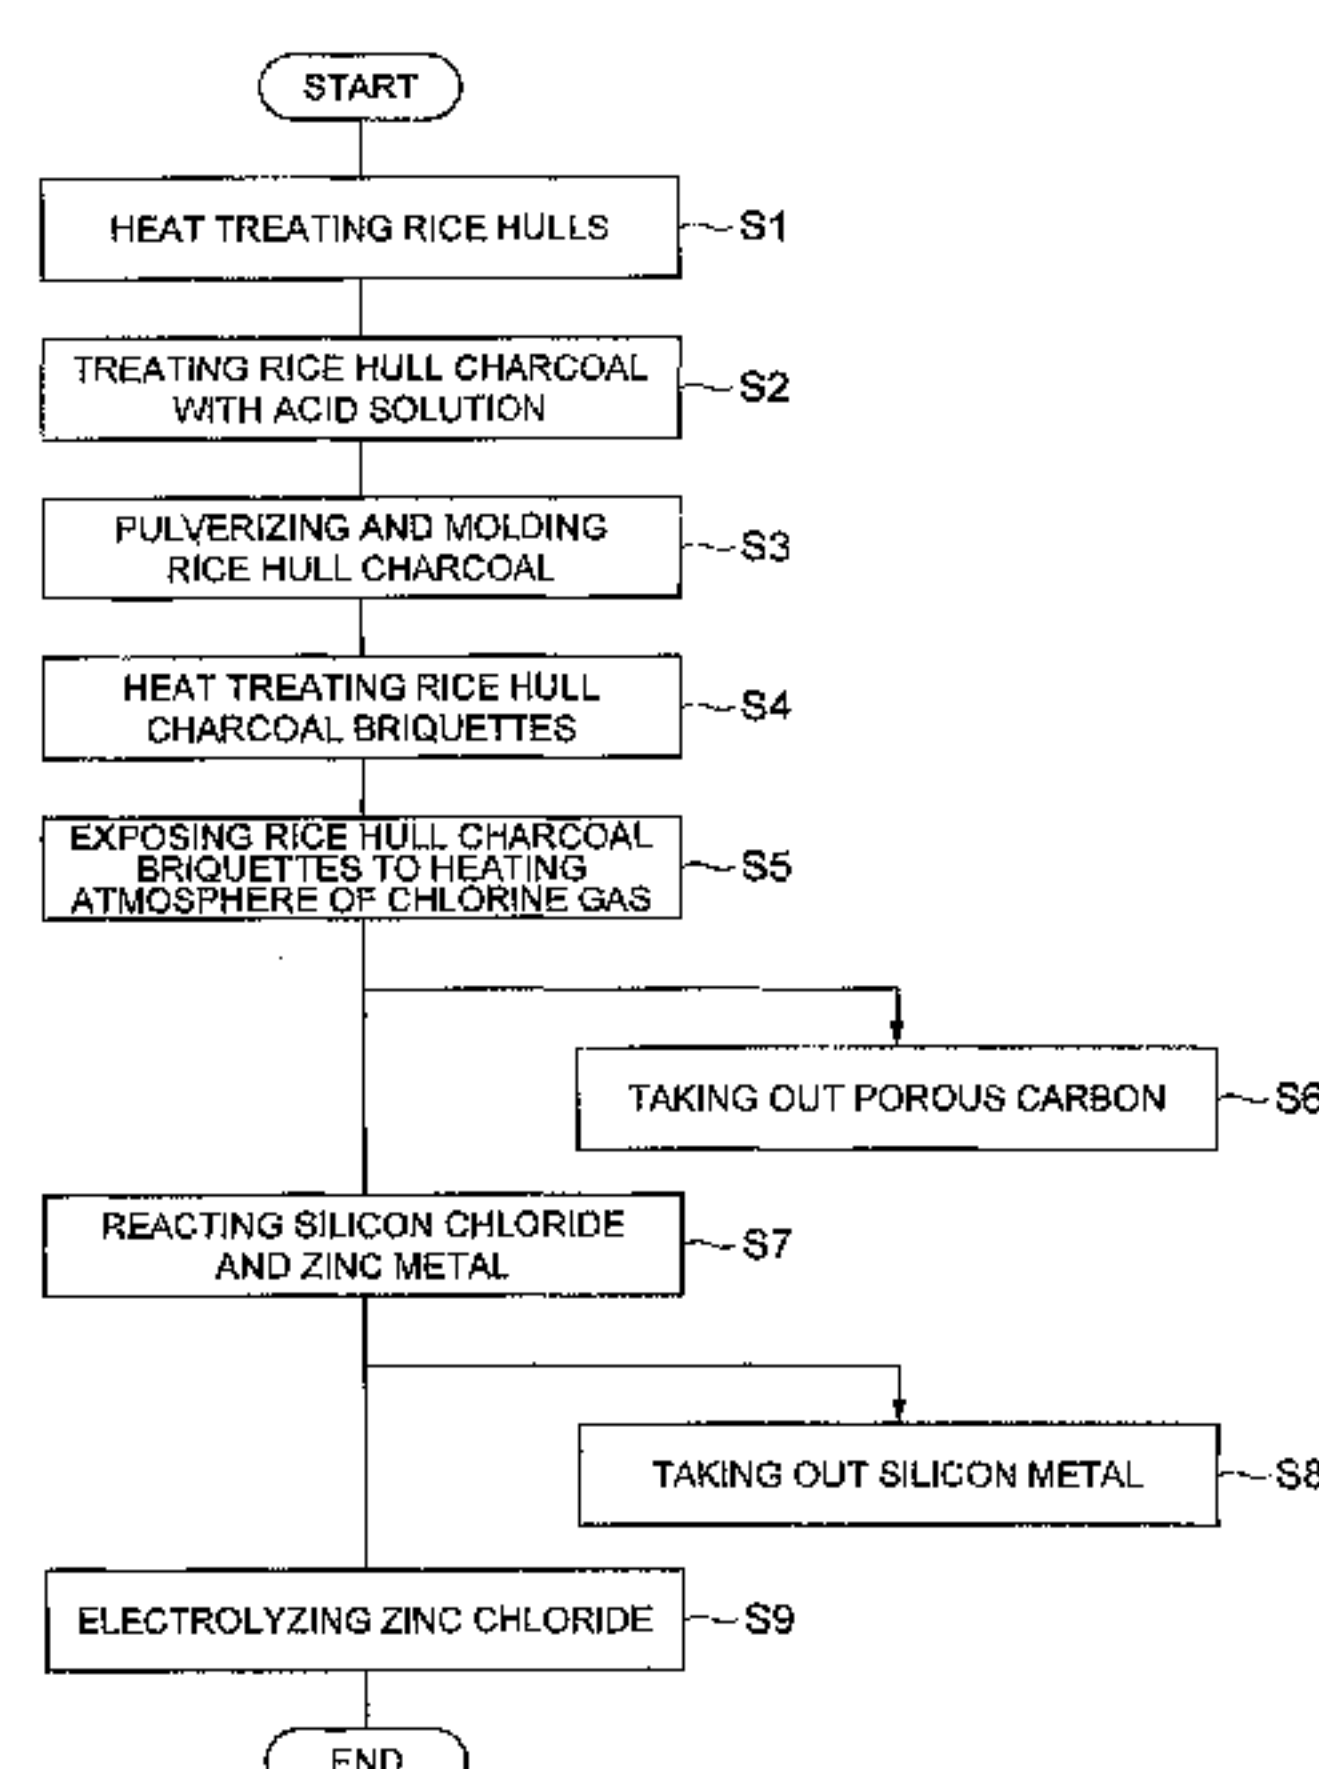 START
HEAT TREATING RICE HULLS
S1
TREATING RICE HULL CHARCOAL
WITH ACID SOLUTION
S2
PULVERIZING AND MOLDING
RICE HULL CHARCOAL
S3
HEAT TREATING RICE HULL
CHARCOAL BRIQUETTES
S4
EXPOSING RICE HULL CHARCOAL
BRIQUETTES TO HEATING
ATMOSPHERE OF CHLORINE GAS
S5
TAKING OUT POROUS CARBON
S6
REACTING SILICON CHLORIDE
AND ZINC METAL
S7
TAKING OUT SILICON METAL
S8
ELECTROLYZING ZINC CHLORIDE
S9
END